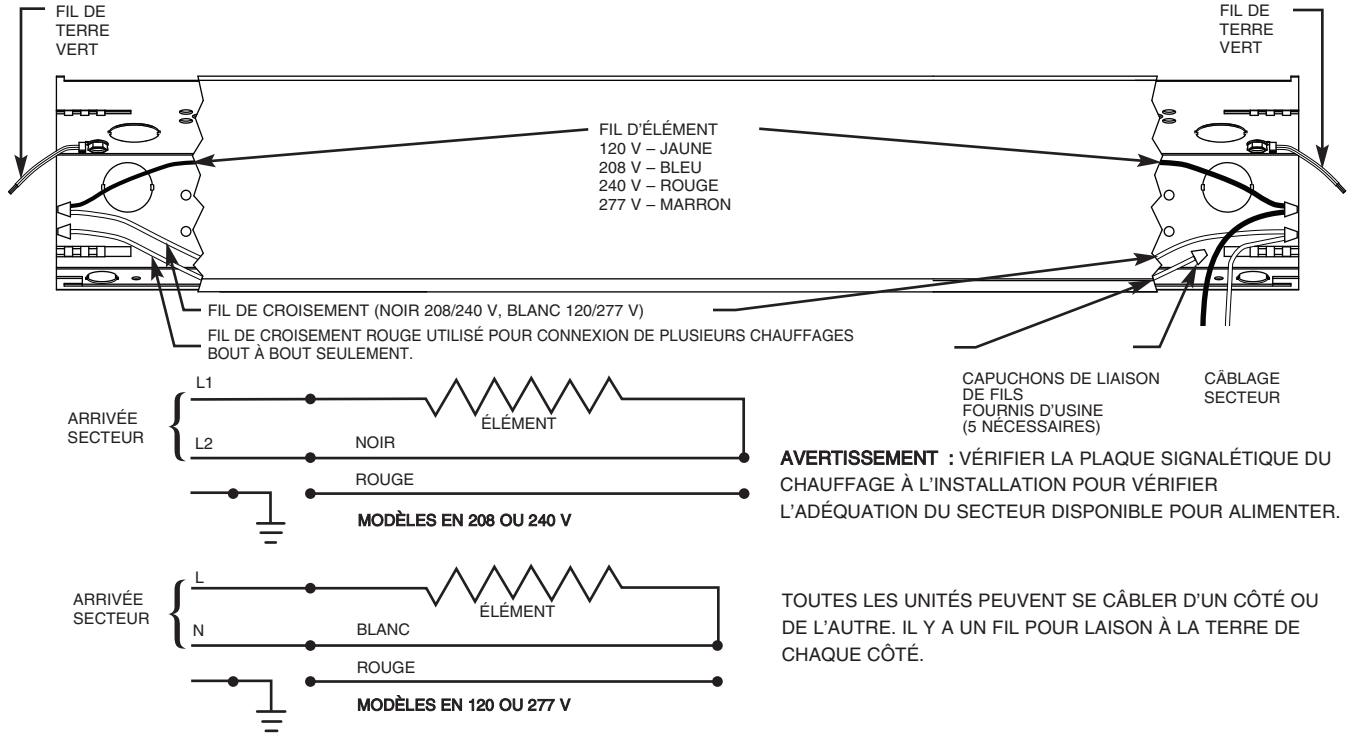 FIL DE
TERRE
VERT
FIL DE
TERRE
VERT
FIL D'ÉLÉMENT
120 V – JAUNE
208 V – BLEU
240 V – ROUGE
277 V – MARRON
FIL DE CROISEMENT (NOIR 208/240 V, BLANC 120/277 V)
FIL DE CROISEMENT ROUGE UTILISÉ POUR CONNEXION DE PLUSIEURS CHAUFFAGES
BOUT À BOUT SEULEMENT.
CAPUCHONS DE LIAISON
DE FILS
FOURNIS D'USINE
(5 NÉCESSAIRES)
CÂBLAGE
SECTEUR
ARRIVÉE
SECTEUR
L1
ÉLÉMENT
L2
NOIR
ROUGE
MODÈLES EN 208 OU 240 V
AVERTISSEMENT : VÉRIFIER LA PLAQUE SIGNALÉTIQUE DU
CHAUFFAGE À L'INSTALLATION POUR VÉRIFIER
L'ADÉQUATION DU SECTEUR DISPONIBLE POUR ALIMENTER.
ARRIVÉE
SECTEUR
L
ÉLÉMENT
N
BLANC
ROUGE
MODÈLES EN 120 OU 277 V
TOUTES LES UNITÉS PEUVENT SE CÂBLER D'UN CÔTÉ OU
DE L'AUTRE. IL Y A UN FIL POUR LAISON À LA TERRE DE
CHAQUE CÔTÉ.